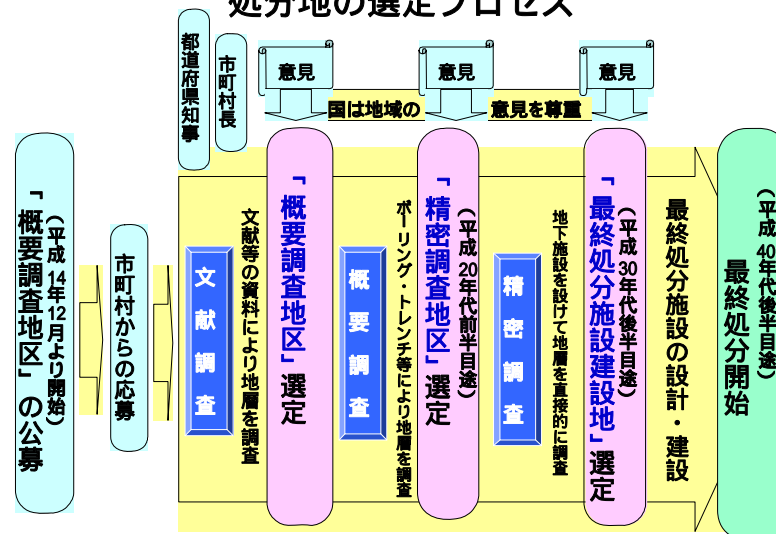 処分地の選定プロセス
都道府県知事
市町村長
意見
意見
意見
国は地域の
意見を尊重
「概要調査地区」の公募
（平成14年12月より開始）
市町村からの応募
文献調査
文献等の資料により地層を調査
「概要調査地区」選定
概要調査
ボーリング・トレンチ等により地層を調査
「精密調査地区」選定
（平成20年代前半目途）
精密調査
地下施設を設けて地層を直接的に調査
「最終処分施設建設地」選定
（平成30年代後半目途）
最終処分施設の設計・建設
最終処分開始
（平成40年代後半目途）